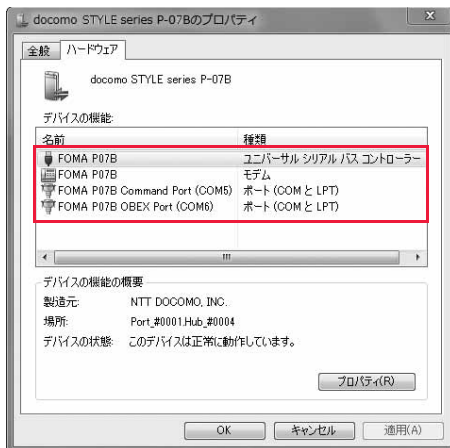 docomo STYLE series P-07Bのプロパティ
全般 ハードウェア
docomo STYLE series P-07B
デバイスの機能:
名前 種類
FOMA P07B ユニバーサル シリアル バス コントローラー
FOMA P07B モデム
FOMA P07B Command Port (COM5) ポート (COM と LPT)
FOMA P07B OBEX Port (COM6) ポート (COM と LPT)
デバイスの機能の概要
製造元: NTT DOCOMO, INC.
場所: Port_#0001.Hub_#0004
デバイスの状態: このデバイスは正常に動作しています。
プロパティ(R)
OK キャンセル 適用(A)